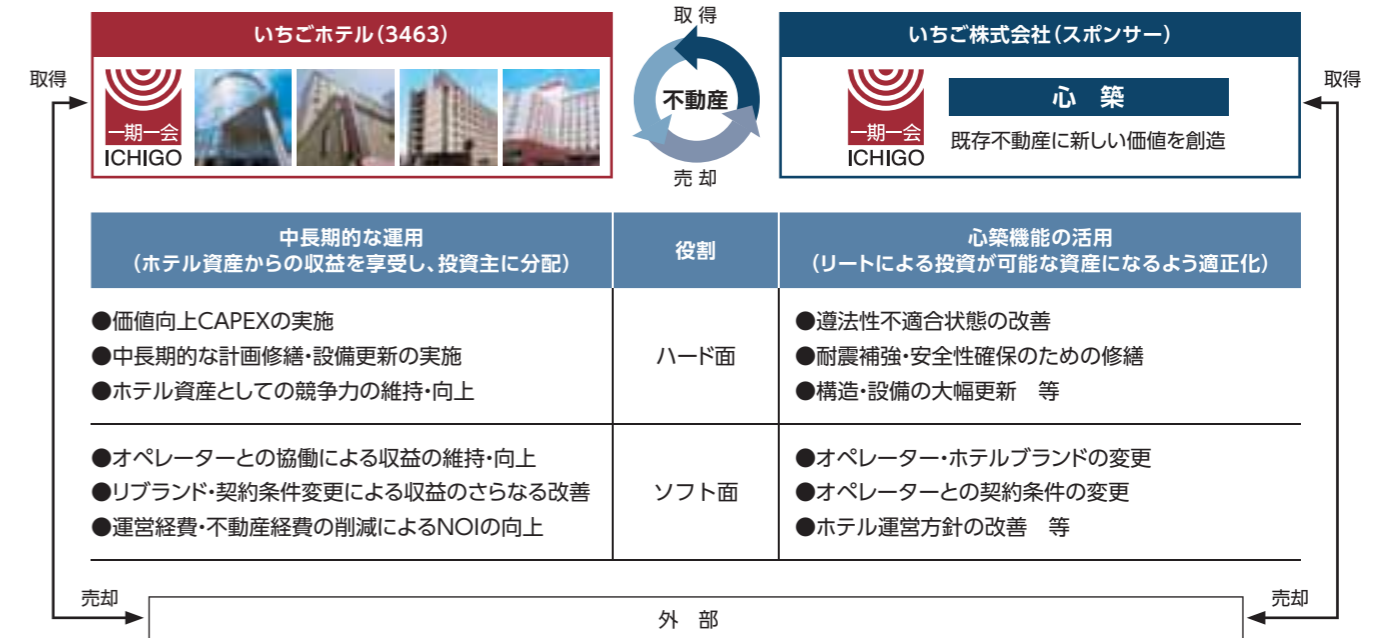 取得
いちごホテル（3463）
一期一会
ICHIGO
取 得
不動産
売 却
いちご株式会社（スポンサー）
一期一会
ICHIGO
心 築
既存不動産に新しい価値を創造
取得
中長期的な運用
（ホテル資産からの収益を享受し、投資主に分配）
役割
心築機能の活用
（リートによる投資が可能な資産になるよう適正化）
●価値向上CAPEXの実施
●中長期的な計画修繕・設備更新の実施
●ホテル資産としての競争力の維持・向上
ハード面
●遵法性不適合状態の改善
●耐震補強・安全性確保のための修繕
●構造・設備の大幅更新　等
●オペレーターとの協働による収益の維持・向上
●リブランド・契約条件変更による収益のさらなる改善
●運営経費・不動産経費の削減によるNOIの向上
ソフト面
●オペレーター・ホテルブランドの変更
●オペレーターとの契約条件の変更
●ホテル運営方針の改善　等
売却
外 部
売却